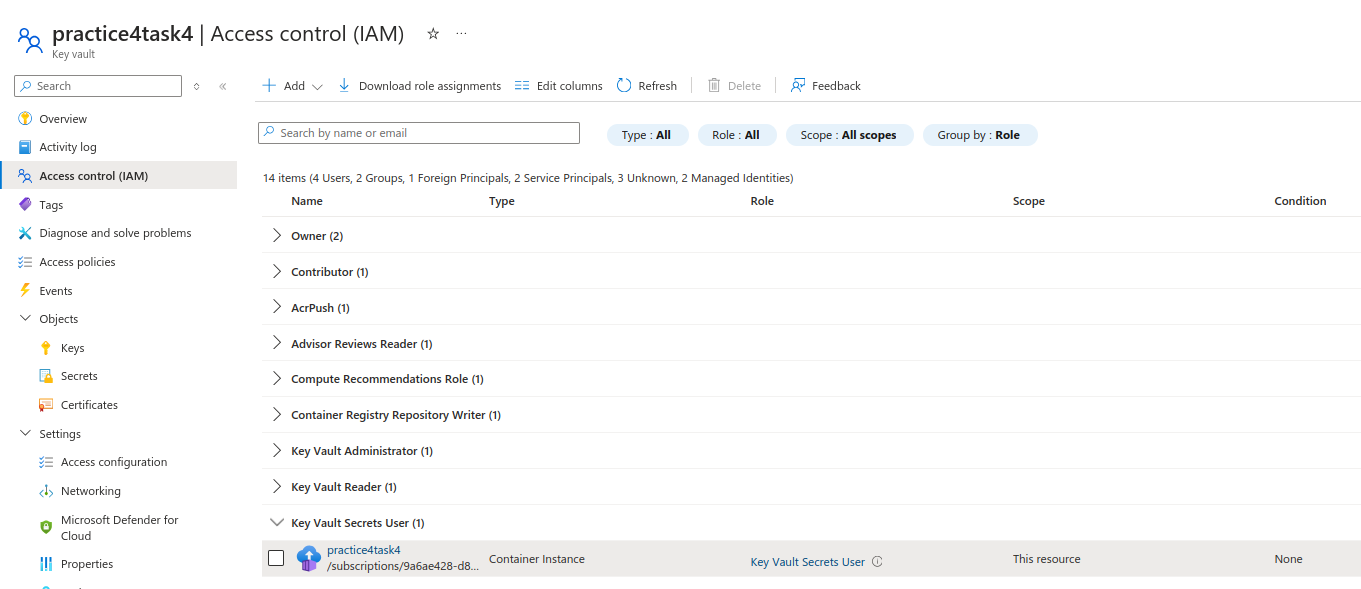 practice4task4 | Access control (IAM) ☆ ...
Key vault
Search
Overview
Activity log
Access control (IAM)
Tags
Diagnose and solve problems
Access policies
Events
Objects
Keys
Secrets
Certificates
Settings
Access configuration
Networking
Microsoft Defender for
Cloud
Properties
Add Download role assignments Edit columns Refresh Delete Feedback
Search by name or email Type : All Role : All Scope : All scopes Group by : Role
14 items (4 Users, 2 Groups, 1 Foreign Principals, 2 Service Principals, 3 Unknown, 2 Managed Identities)
Name Type Role Scope Condition
Owner (2)
Contributor (1)
AcrPush (1)
Advisor Reviews Reader (1)
Compute Recommendations Role (1)
Container Registry Repository Writer (1)
Key Vault Administrator (1)
Key Vault Reader (1)
Key Vault Secrets User (1)
practice4task4
/subscriptions/9a6ae428-d8... Container Instance Key Vault Secrets User This resource None